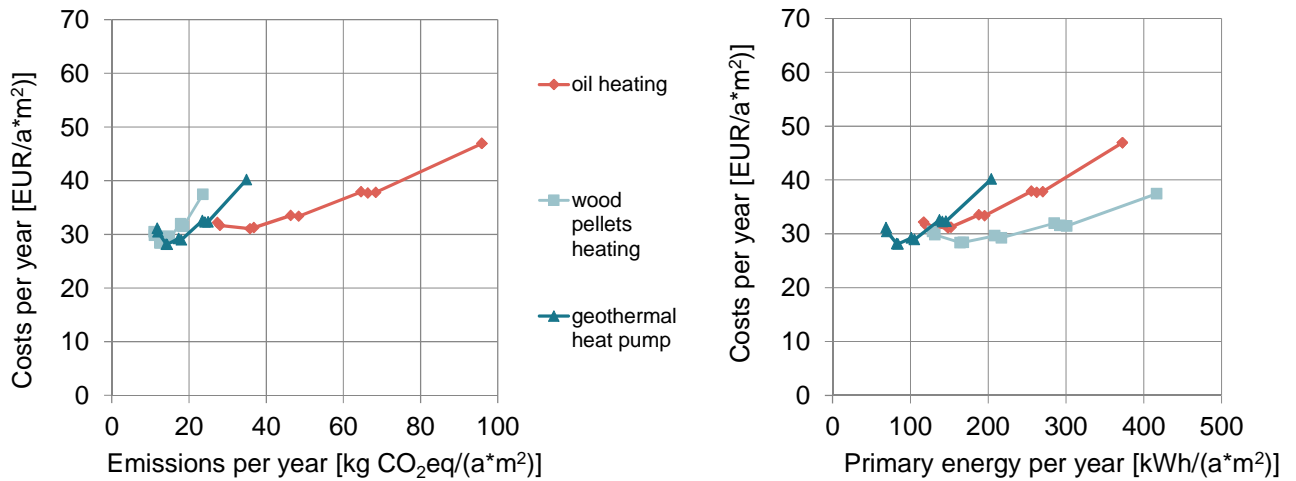 Costs per year [EUR/a*m²)]
70
60
50
40
30
20
10
0
0 20 40 60 80 100
Emissions per year [kg CO₂eq/(a*m²)]
oil heating
wood
pellets
heating
geothermal
heat pump
Costs per year [EUR/a*m²)]
70
60
50
40
30
20
10
0
0 100 200 300 400 500
Primary energy per year [kWh/(a*m²)]